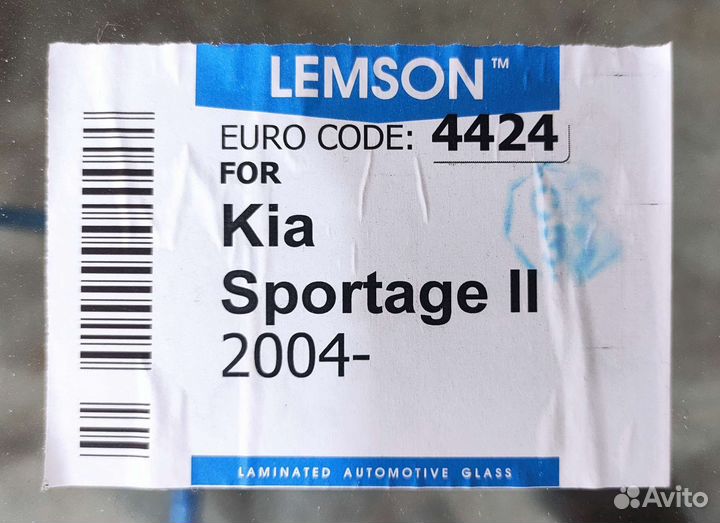 LEMSON™
EURO CODE: 4424
FOR
Kia
Sportage II
2004-
LAMINATED AUTOMOTIVE GLASS
Avito